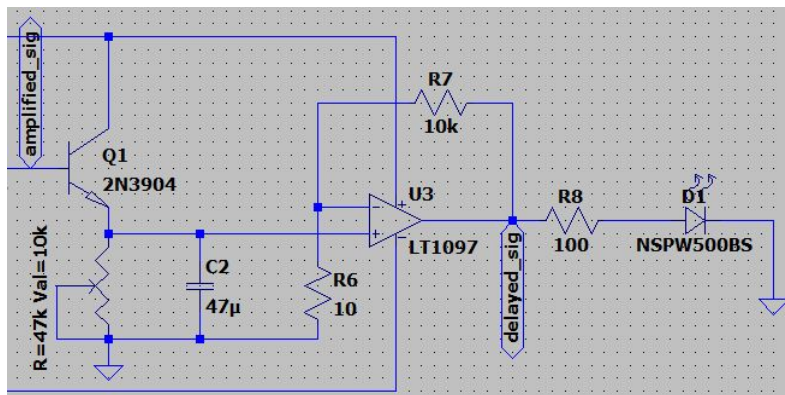 amplified_sig
R7
10k
Q1
2N3904
U3
R8
D1
LT1097
100
NSPW500BS
R=47k Val=10k
C2
47µ
R6
10
delayed_sig